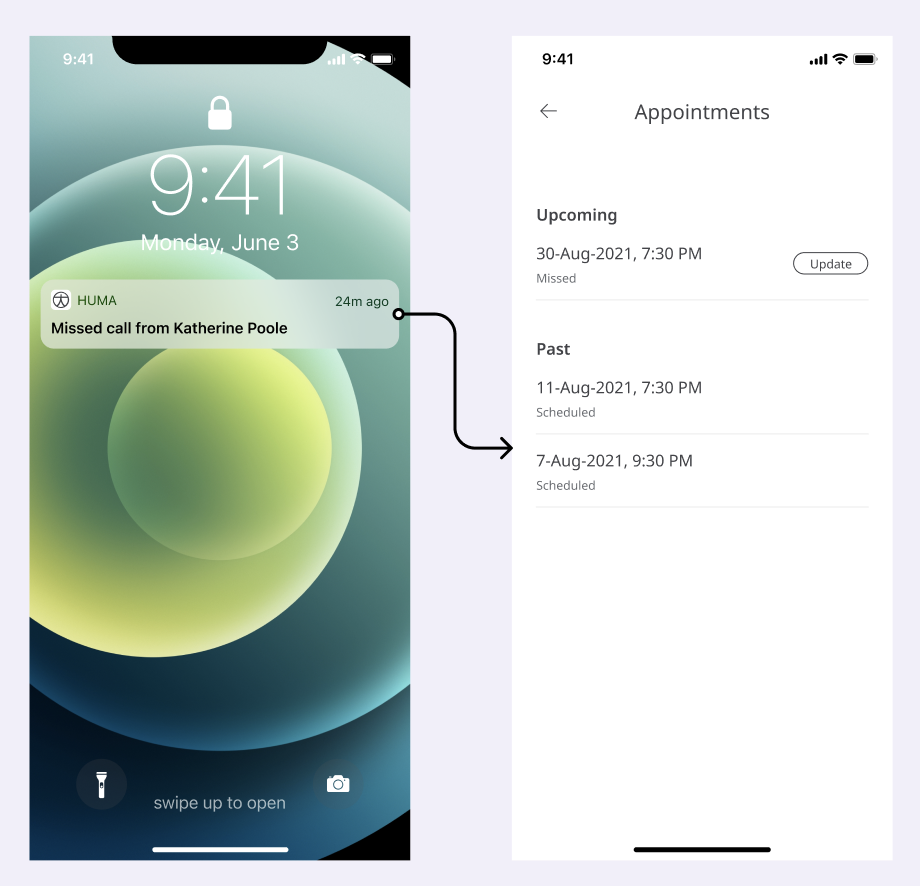 9:41
9:41
Monday, June 3
HUMA
24m ago
Missed call from Katherine Poole
swipe up to open
9:41
Appointments
Upcoming
30-Aug-2021, 7:30 PM
Missed
Update
Past
11-Aug-2021, 7:30 PM
Scheduled
7-Aug-2021, 9:30 PM
Scheduled